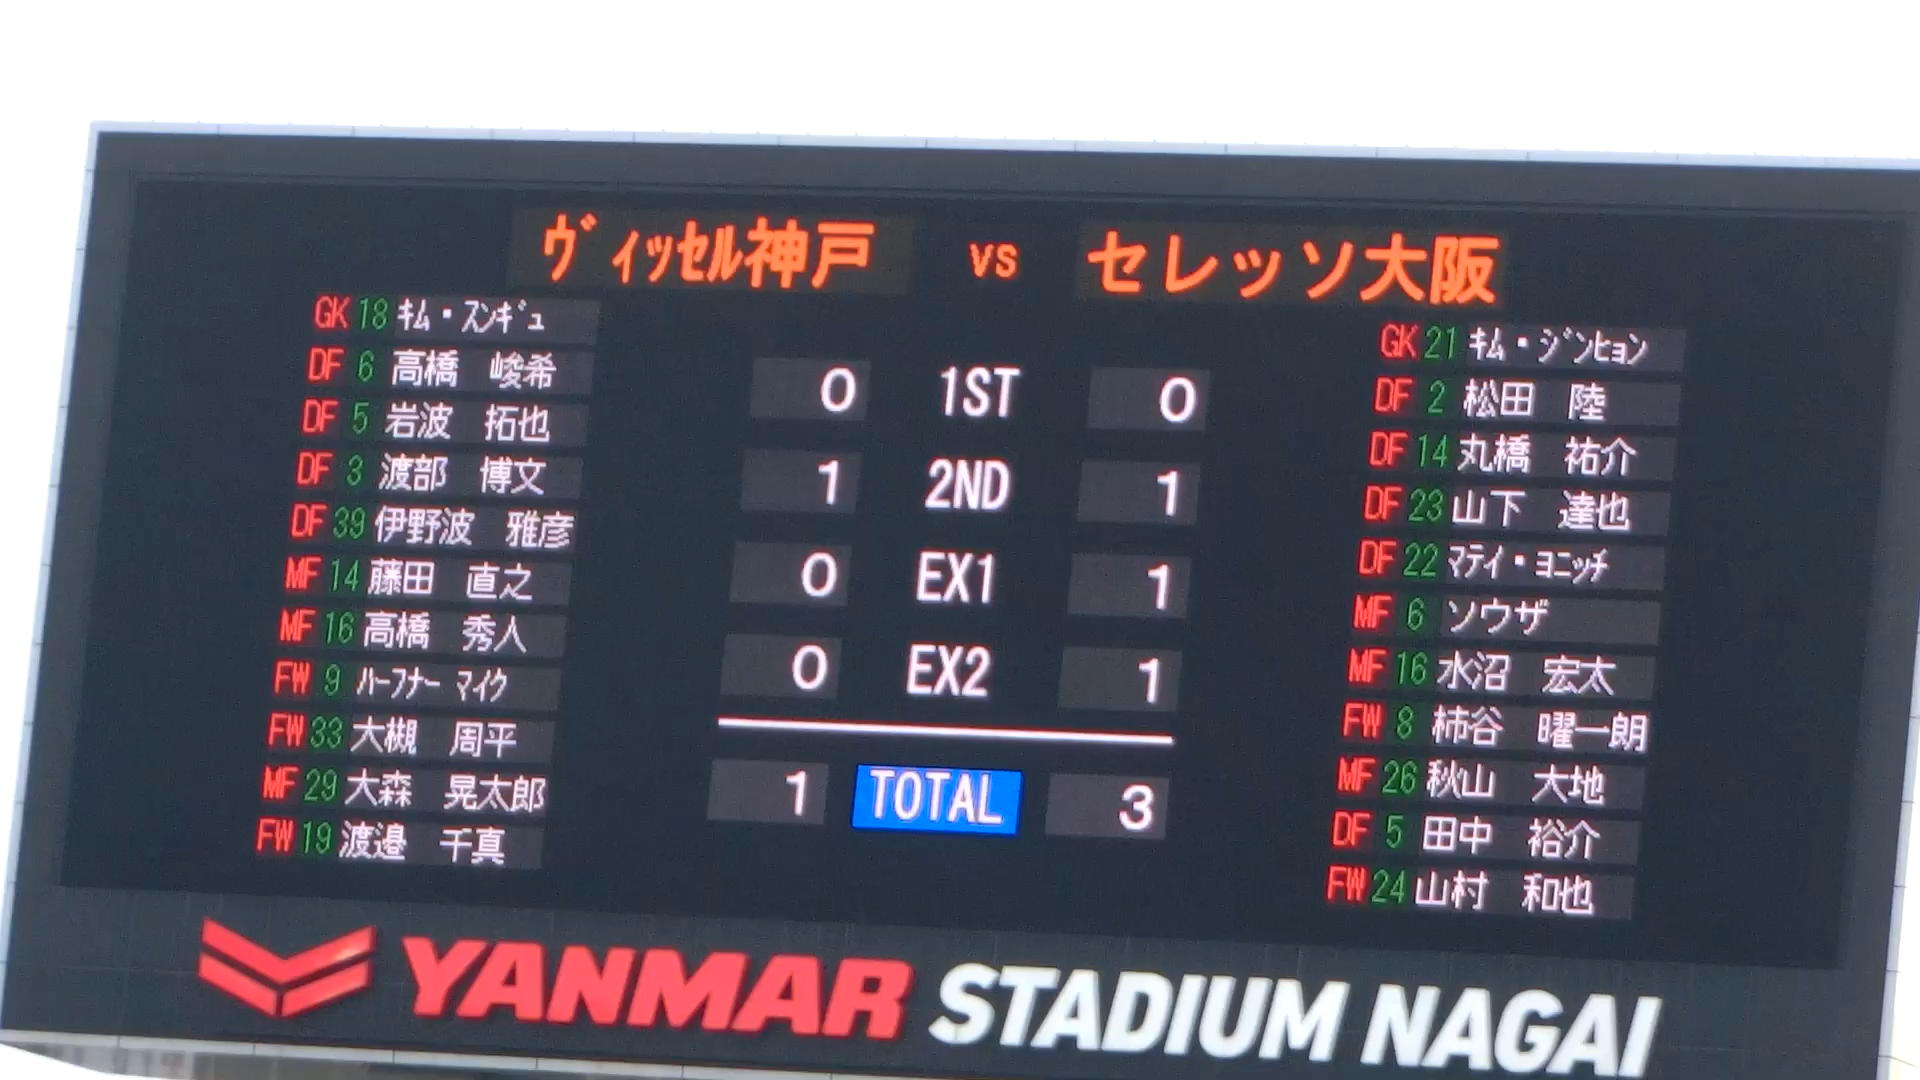 ヴィッセル神戸 VS セレッソ大阪
GK 18 キム・スンギュ
DF 6 高橋 峻希
DF 5 岩波 拓也
DF 3 渡部 博文
DF 39 伊野波 雅彦
MF 14 藤田 直之
MF 16 高橋 秀人
FW 9 ハーフナー マイク
FW 33 大槻 周平
MF 29 大森 晃太郎
FW 19 渡邉 千真
0 1ST 0
1 2ND 1
0 EX1 1
0 EX2 1
1 TOTAL 3
GK 21 キム・ジンヒョン
DF 2 松田 陸
DF 14 丸橋 祐介
DF 23 山下 達也
DF 22 マテイ・ヨニッチ
MF 6 ソウザ
MF 16 水沼 宏太
FW 8 柿谷 曜一朗
MF 26 秋山 大地
DF 5 田中 裕介
FW 24 山村 和也
YANMAR STADIUM NAGAI